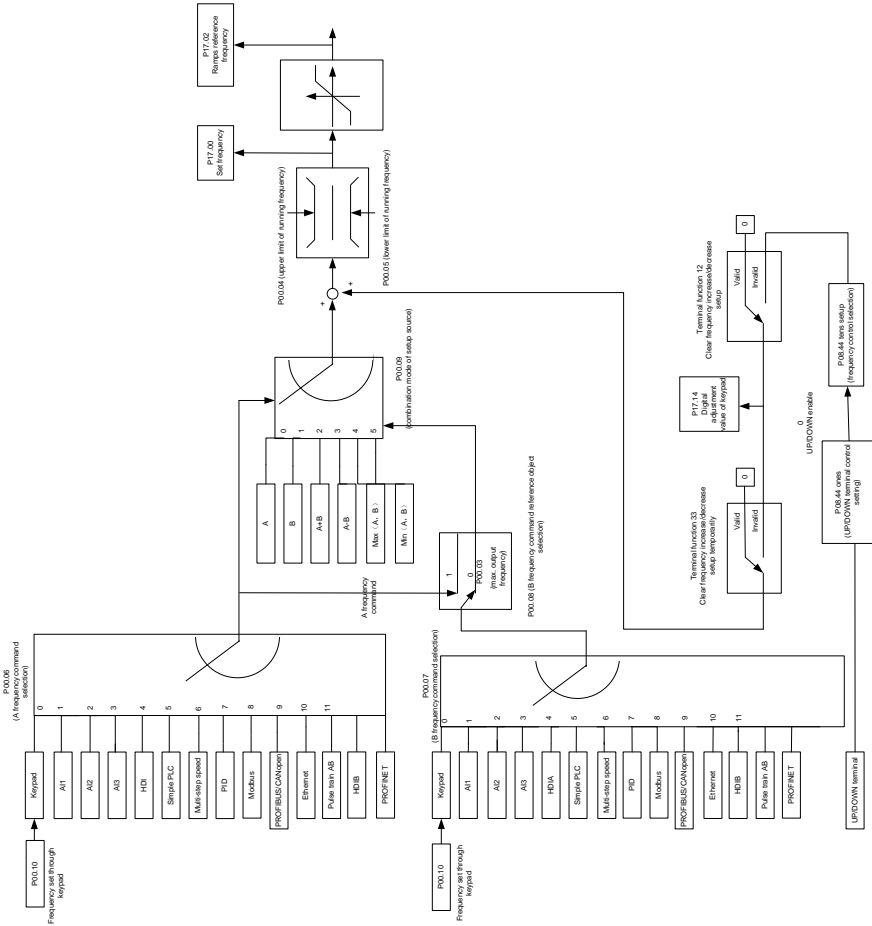 P17.02
Ramps reference
frequency
P17.00
Set frequency
P00.04 (upper limit of running frequency)
P00.05 (lower limit of running frequency)
+
+
P00.09
(combination mode of setup source)
0
1
2
3
4
5
A
B
A+B
A-B
Max（A，B）
Min（A，B）
A frequency
command
1
0
P00.03
(max. output
frequency)
P00.08 (B frequency command reference object
selection)
P00.06
(A frequency command
selection)
0
1
2
3
4
5
6
7
8
9
10
11
Keypad
AI1
AI2
AI3
HDI
Simple PLC
Multi-step speed
PID
Modbus
PROFIBUS/CANopen
Ethernet
Pulse train AB
HDIB
PROFINET
P00.10
Frequency set through
keypad
P00.07
(B frequency command selection)
0
1
2
3
4
5
6
7
8
9
10
11
Keypad
AI1
AI2
AI3
HDIA
Simple PLC
Multi-step speed
PID
Modbus
PROFIBUS/CANopen
Ethernet
HDIB
Pulse train AB
PROFINET
P00.10
Frequency set through
keypad
Terminal function 33
Clear frequency increase/decrease
setup temporarily
Valid
Invalid
0
P17.14
Digital
adjustment
value of keypad
Terminal function 12
Clear frequency increase/decrease
setup
Valid
Invalid
0
UP/DOWN terminal
P08.44 ones
(UP/DOWN terminal control
setting)
0
UP/DOWN enable
P08.44 tens setup
(frequency control selection)